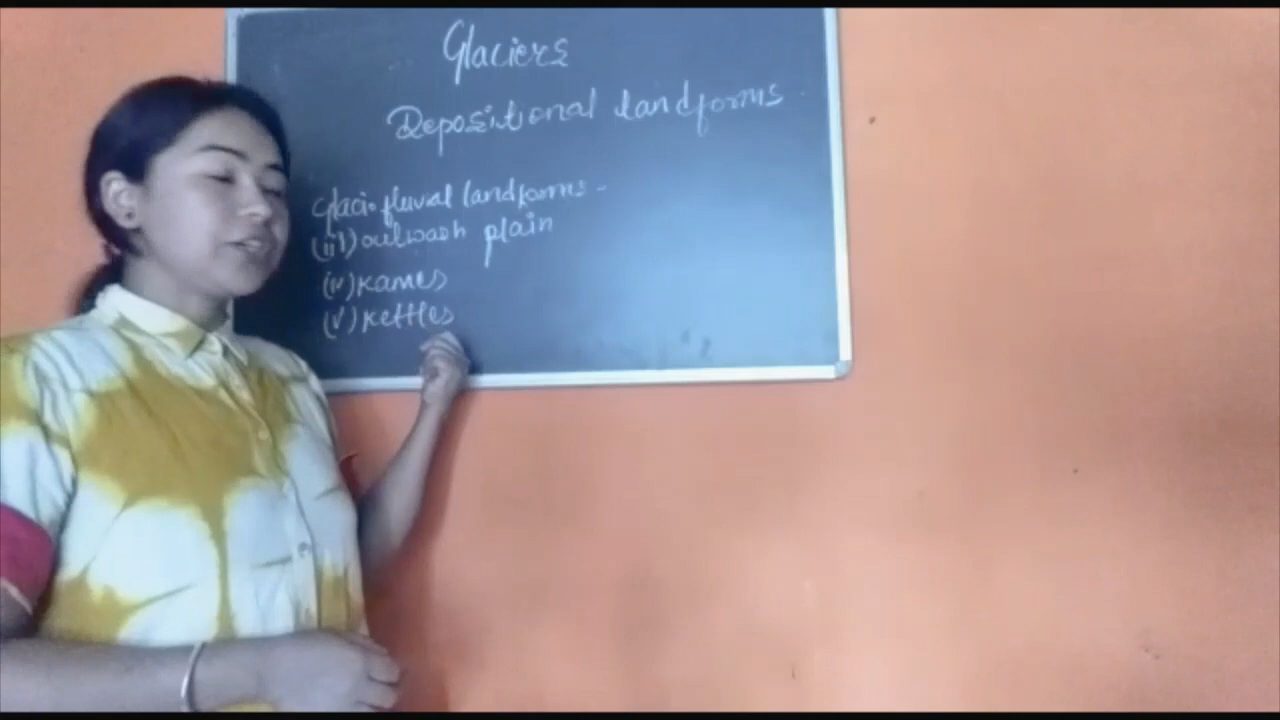 Glaciers
Depositional landforms
Glacio fluvial landforms -
(iii) outwash plain
(iv) Kames
(v) Kettles